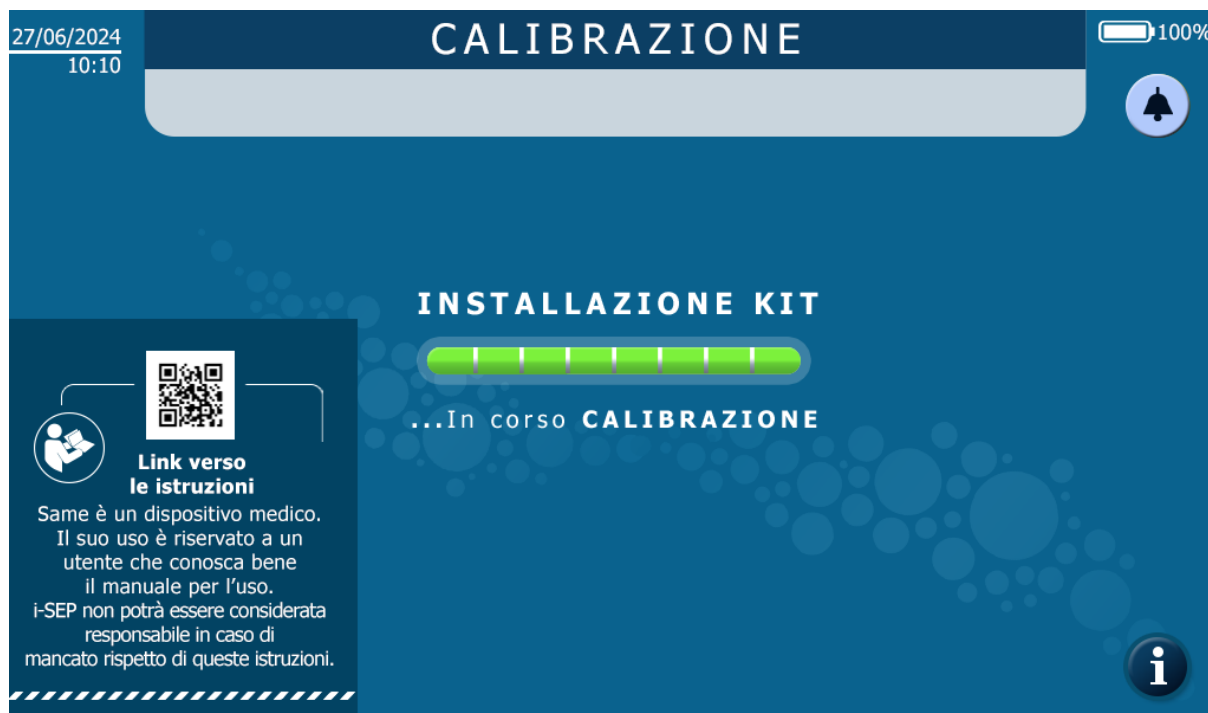 27/06/2024
10:10
CALIBRAZIONE
100%
INSTALLAZIONE KIT
...In corso CALIBRAZIONE
Link verso
le istruzioni
Same è un dispositivo medico.
Il suo uso è riservato a un
utente che conosca bene
il manuale per l’uso.
i-SEP non potrà essere considerata
responsabile in caso di
mancato rispetto di queste istruzioni.
i